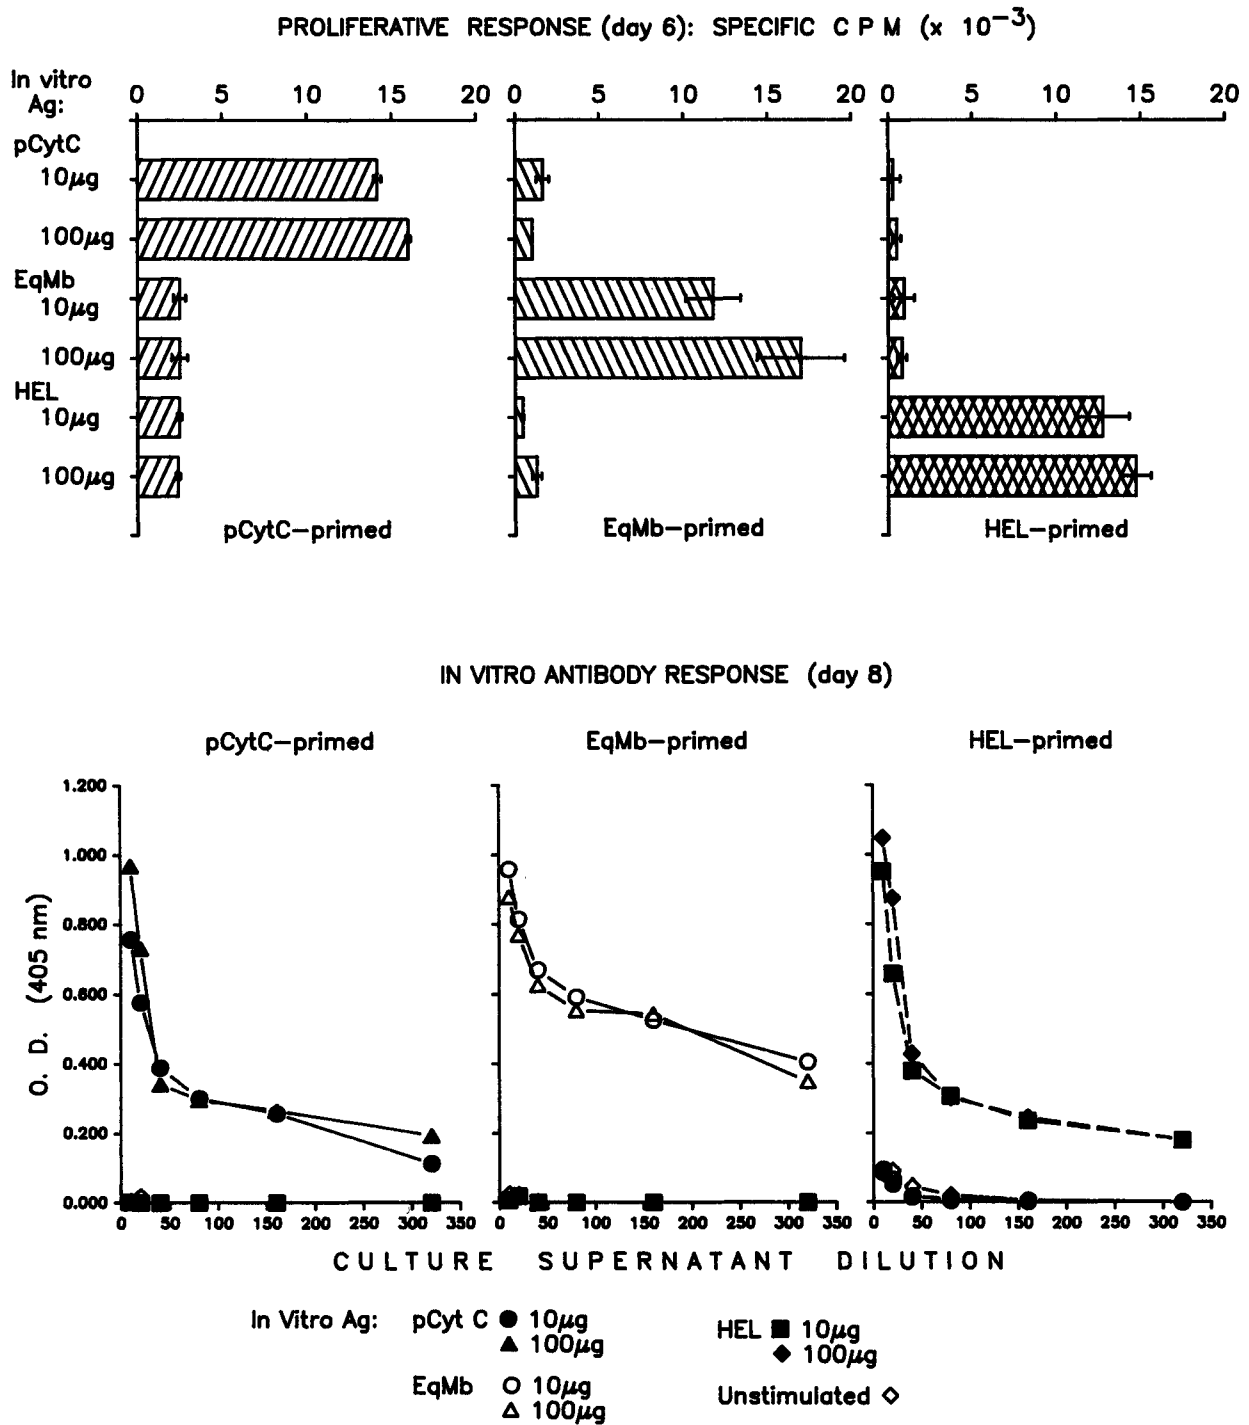 PROLIFERATIVE RESPONSE (day 6): SPECIFIC C P M (x 10⁻³)
In vitro
Ag:
0 5 10 15 20 0 5 10 15 20 0 5 10 15 20
pCytC
10µg
100µg
EqMb
10µg
100µg
HEL
10µg
100µg
pCytC–primed EqMb–primed HEL–primed
IN VITRO ANTIBODY RESPONSE (day 8)
pCytC–primed EqMb–primed HEL–primed
O. D. (405 nm)
1.200
1.000
0.800
0.600
0.400
0.200
0.000
0 50 100 150 200 250 300 350 0 50 100 150 200 250 300 350 0 50 100 150 200 250 300 350
CULTURE SUPERNATANT DILUTION
In Vitro Ag: pCyt C 10µg HEL 10µg
100µg 100µg
EqMb 10µg Unstimulated
100µg